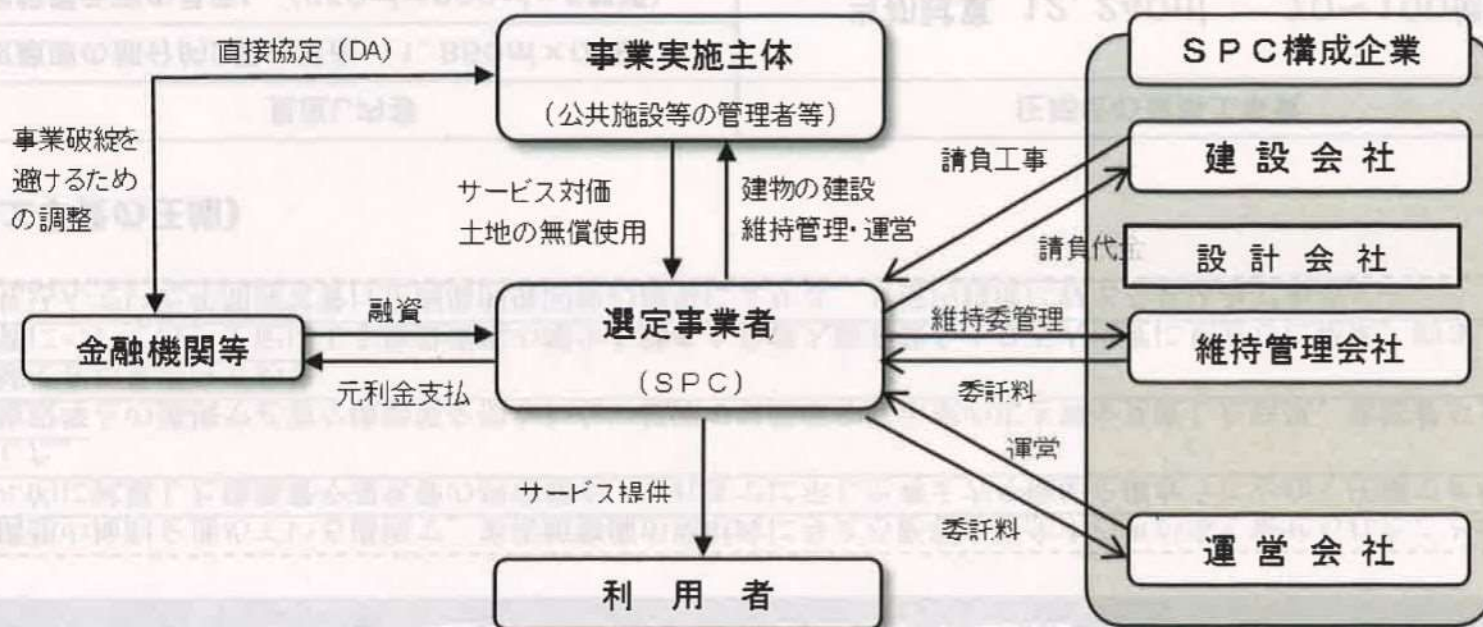 直接協定(DA)
事業実施主体
(公共施設等の管理者等)
SPC構成企業
事業破綻を
避けるため
の調整
サービス対価
土地の無償使用
建物の建設
維持管理・運営
請負工事
建設会社
請負代金
設計会社
金融機関等
融資
元利金支払
選定事業者
(SPC)
維持委管理
委託料
維持管理会社
運営
委託料
運営会社
サービス提供
利用者